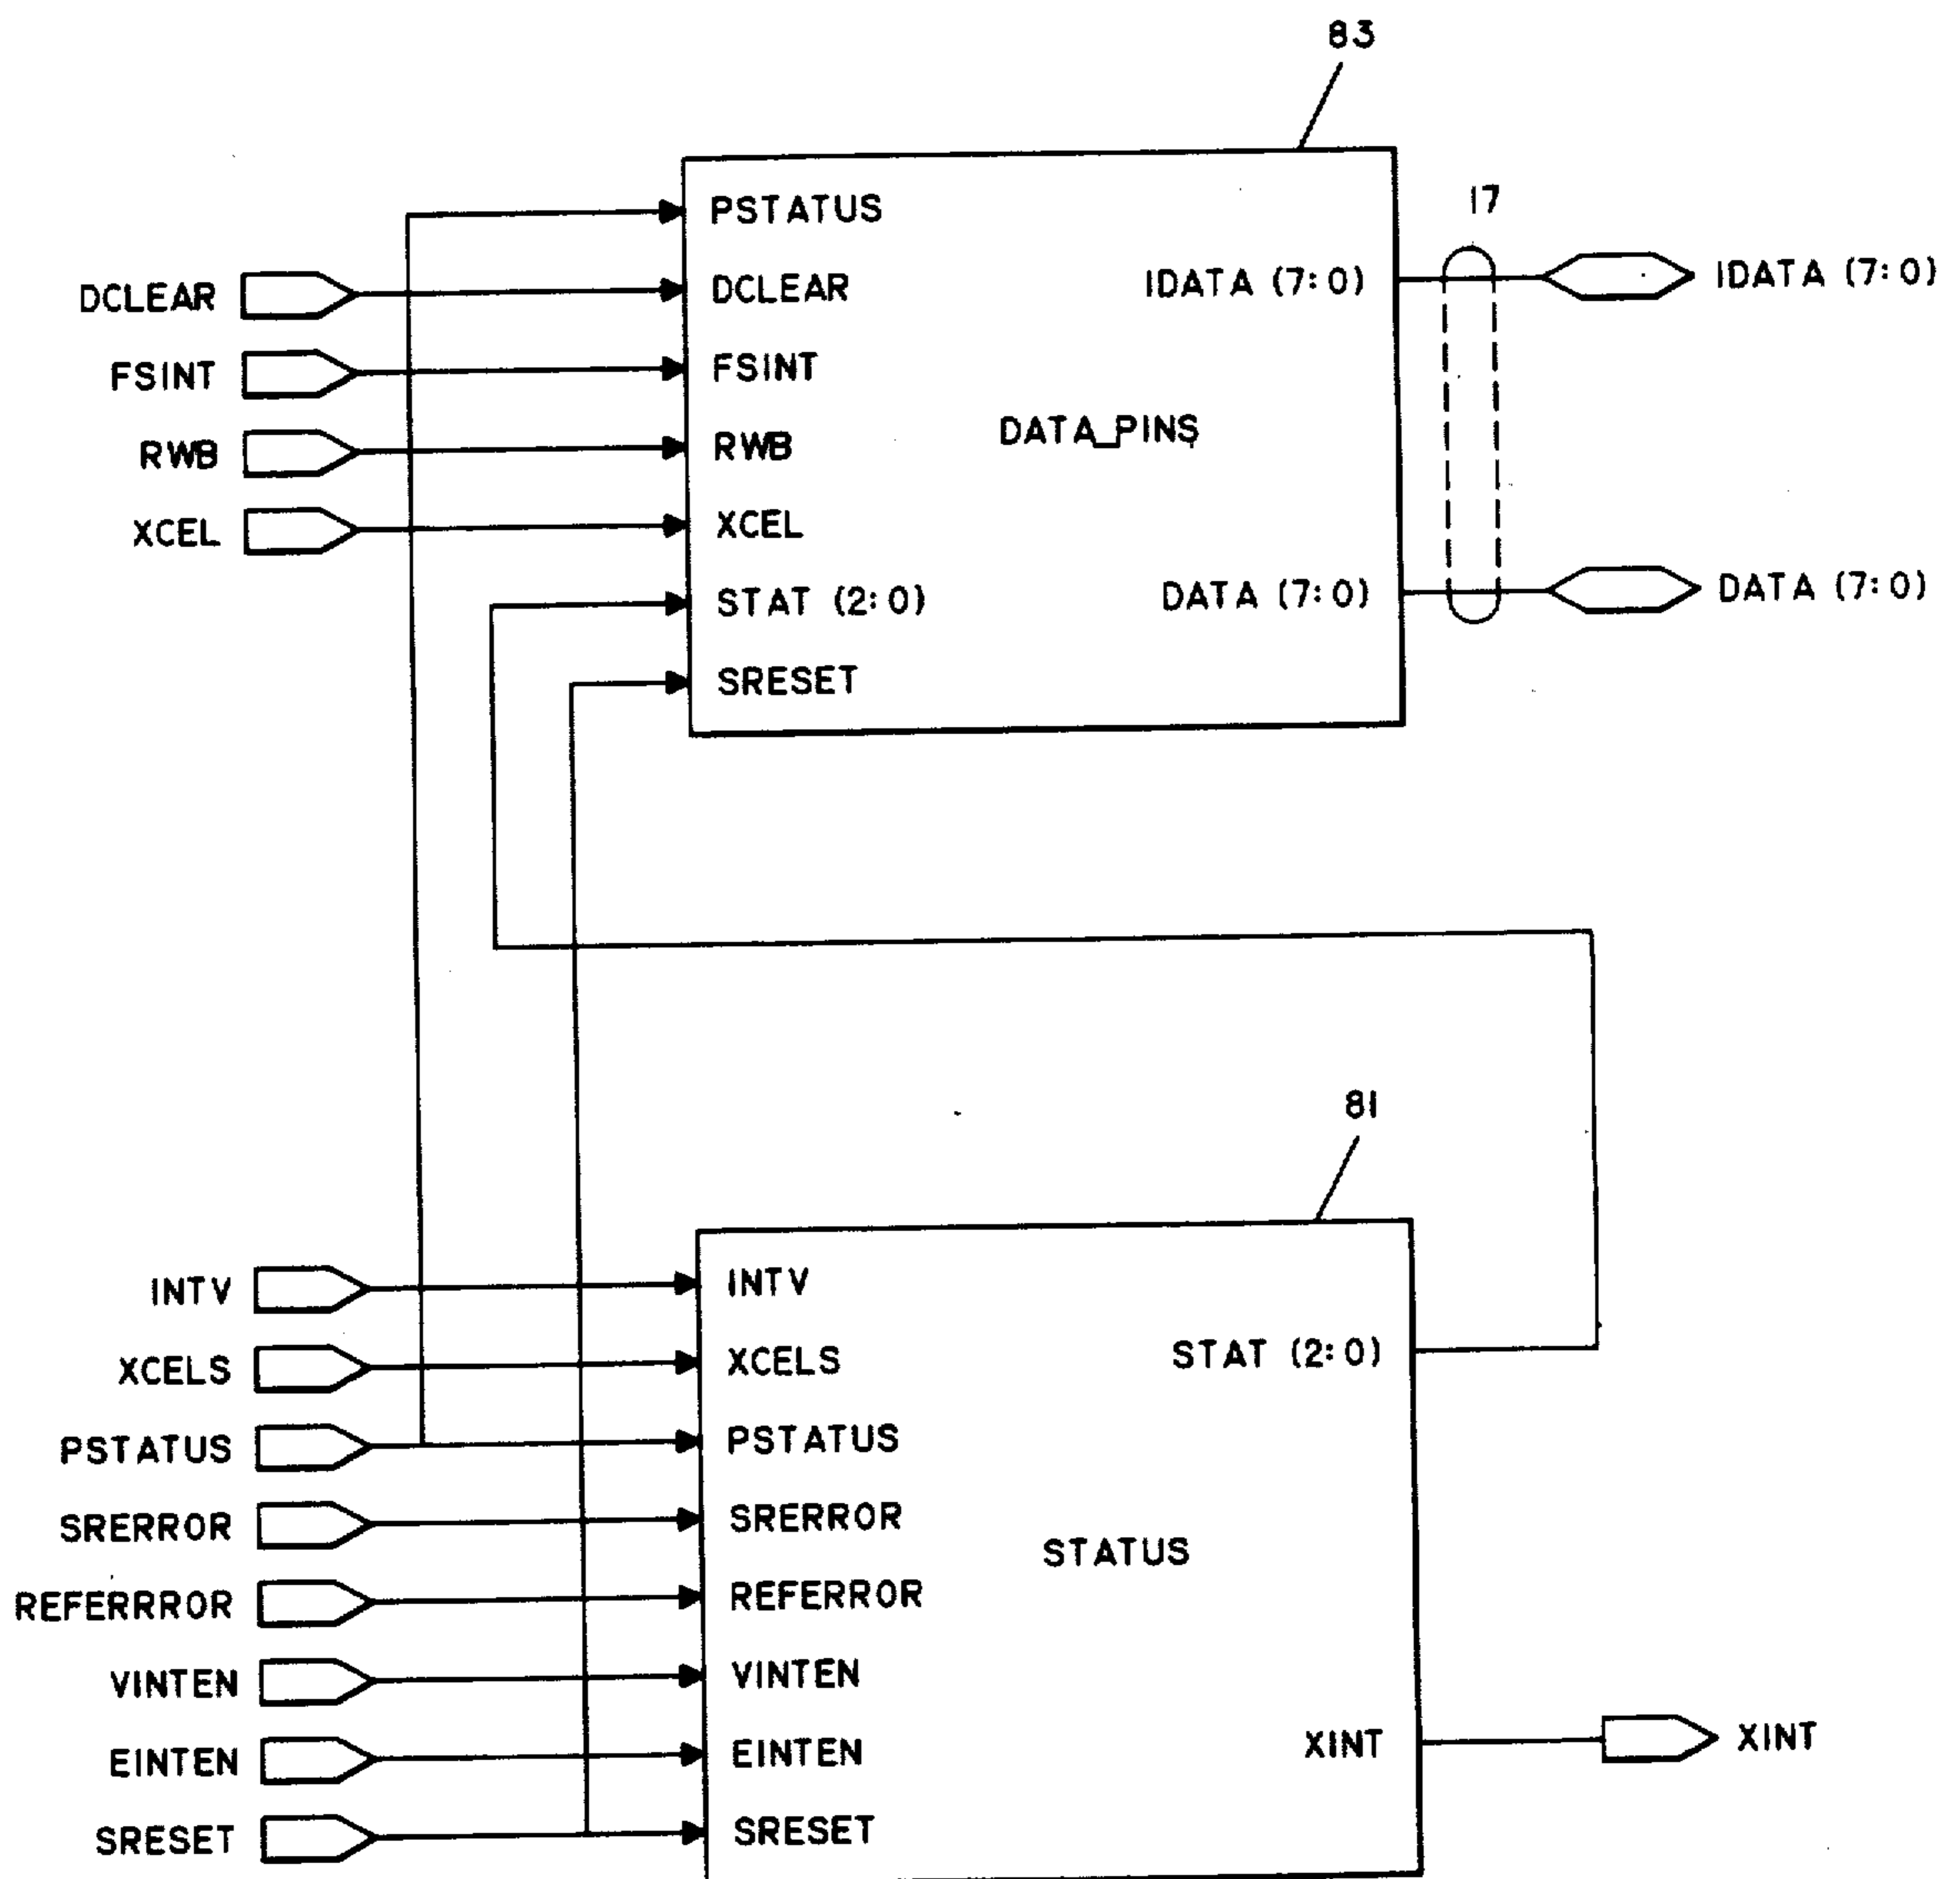 83
PSTATUS
17
DCLEAR
DCLEAR
IDATA (7:0)
IDATA (7:0)
FSINT
FSINT
DATA_PINS
RWB
RWB
XCEL
XCEL
STAT (2:0)
DATA (7:0)
DATA (7:0)
SRESET
81
INTV
INTV
XCELS
XCELS
STAT (2:0)
PSTATUS
PSTATUS
SRERROR
SRERROR
STATUS
REFERRROR
REFERROR
VINTEN
VINTEN
EINTEN
EINTEN
XINT
XINT
SRESET
SRESET